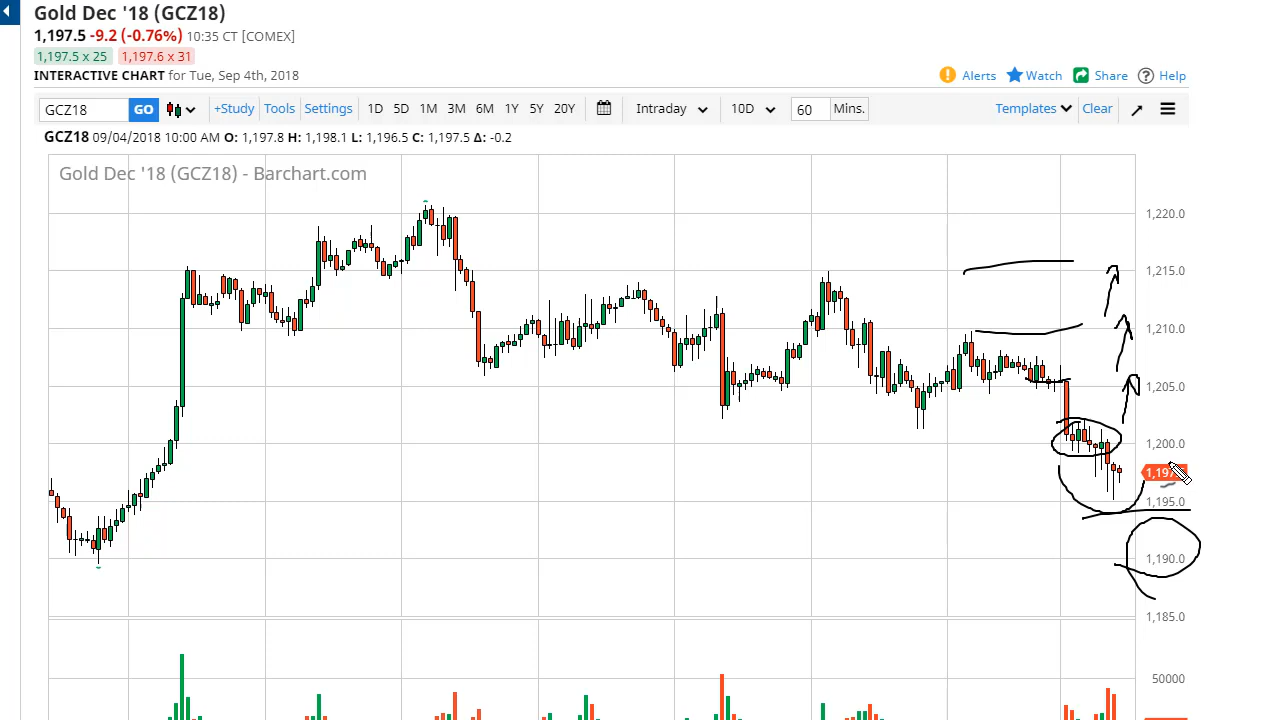 Gold Dec '18 (GCZ18)
1,197.5 -9.2 (-0.76%) 10:35 CT [COMEX]
1,197.5 x 25 1,197.6 x 31
INTERACTIVE CHART for Tue, Sep 4th, 2018
Alerts Watch Share Help
GCZ18 GO +Study Tools Settings 1D 5D 1M 3M 6M 1Y 5Y 20Y Intraday 10D 60 Mins. Templates Clear
GCZ18 09/04/2018 10:00 AM O: 1,197.8 H: 1,198.1 L: 1,196.5 C: 1,197.5 Δ: -0.2
Gold Dec '18 (GCZ18) - Barchart.com
1,220.0
1,215.0
1,210.0
1,205.0
1,200.0
1,195.0
1,190.0
1,185.0
50000